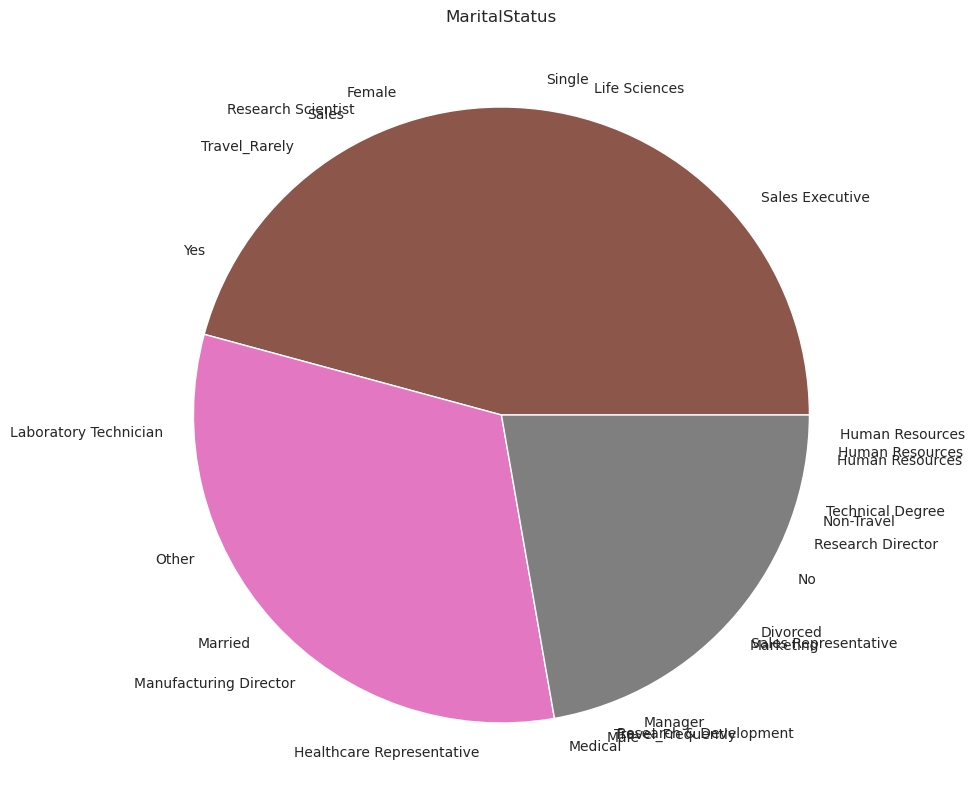 MaritalStatus
Single
Life Sciences
Female
Research Scientist
Sales
Travel_Rarely
Sales Executive
Yes
Laboratory Technician
Human Resources
Human Resources
Human Resources
Technical Degree
Non-Travel
Research Director
Other
No
Divorced
Married
Sales Representative
Marketing
Manufacturing Director
Manager
Research & Development
Travel_Frequently
Male
Medical
Healthcare Representative